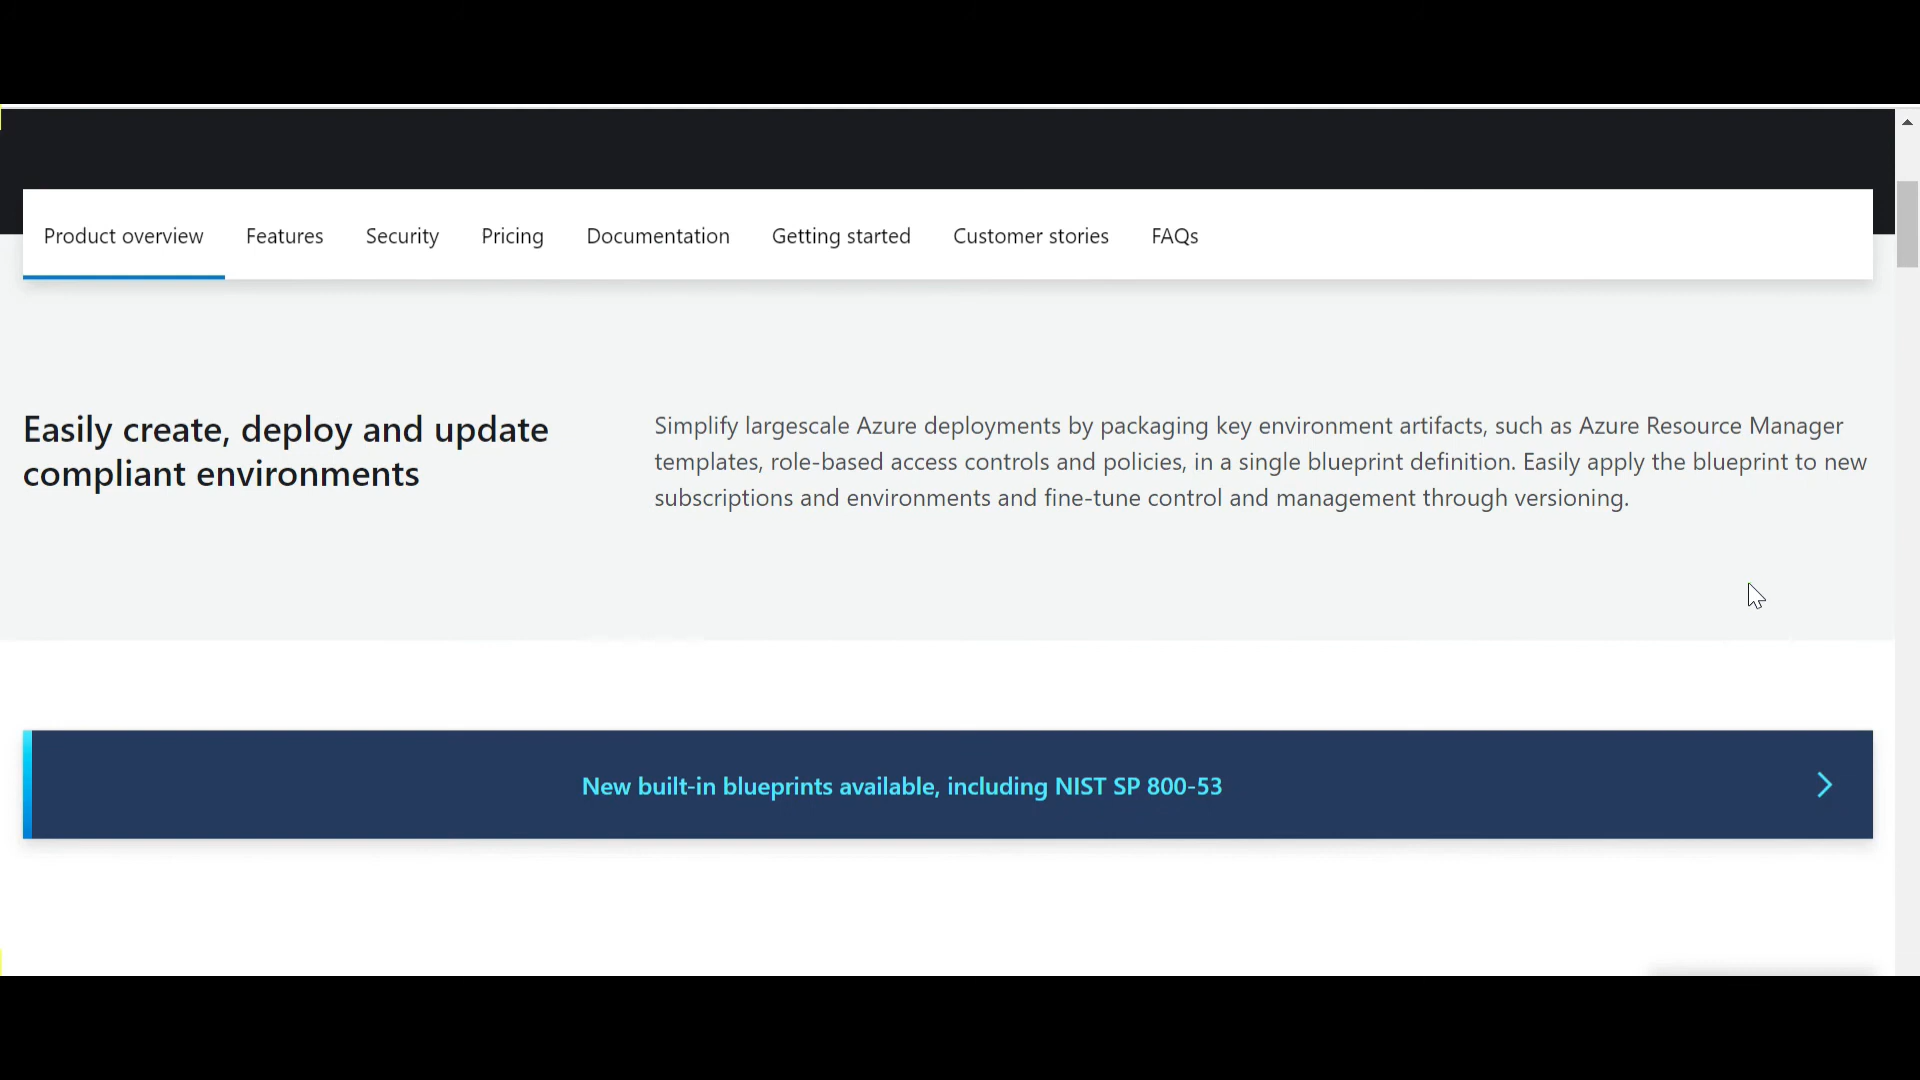 Product overview Features Security Pricing Documentation Getting started Customer stories FAQs
Easily create, deploy and update
compliant environments
Simplify largescale Azure deployments by packaging key environment artifacts, such as Azure Resource Manager
templates, role-based access controls and policies, in a single blueprint definition. Easily apply the blueprint to new
subscriptions and environments and fine-tune control and management through versioning.
New built-in blueprints available, including NIST SP 800-53